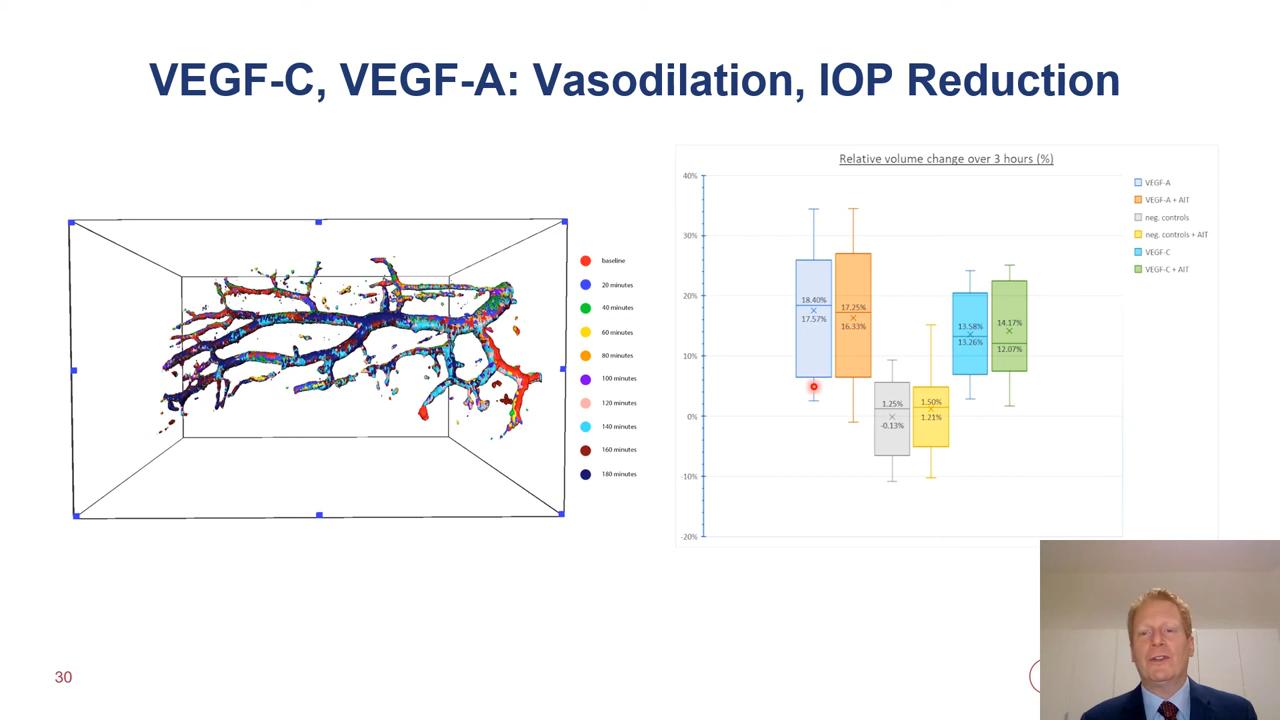 VEGF-C, VEGF-A: Vasodilation, IOP Reduction
baseline
20 minutes
40 minutes
60 minutes
80 minutes
100 minutes
120 minutes
140 minutes
160 minutes
180 minutes
Relative volume change over 3 hours (%)
40%
30%
20%
10%
0%
-10%
-20%
18.40%
17.57%
17.25%
16.33%
1.25%
-0.13%
1.50%
1.21%
13.58%
13.26%
14.17%
12.07%
VEGF-A
VEGF-A + AIT
neg. controls
neg. controls + AIT
VEGF-C
VEGF-C + AIT
30